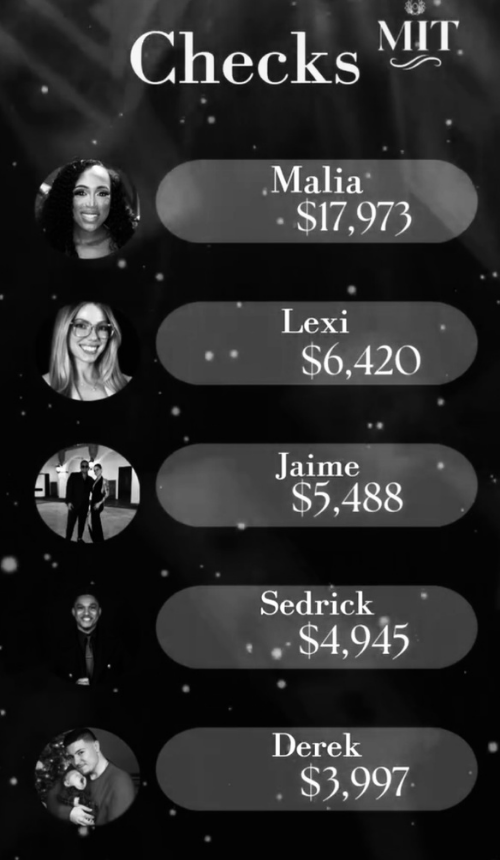 Checks
MIT
Malia
$17,973
Lexi
$6,420
Jaime
$5,488
Sedrick
$4,945
Derek
$3,997